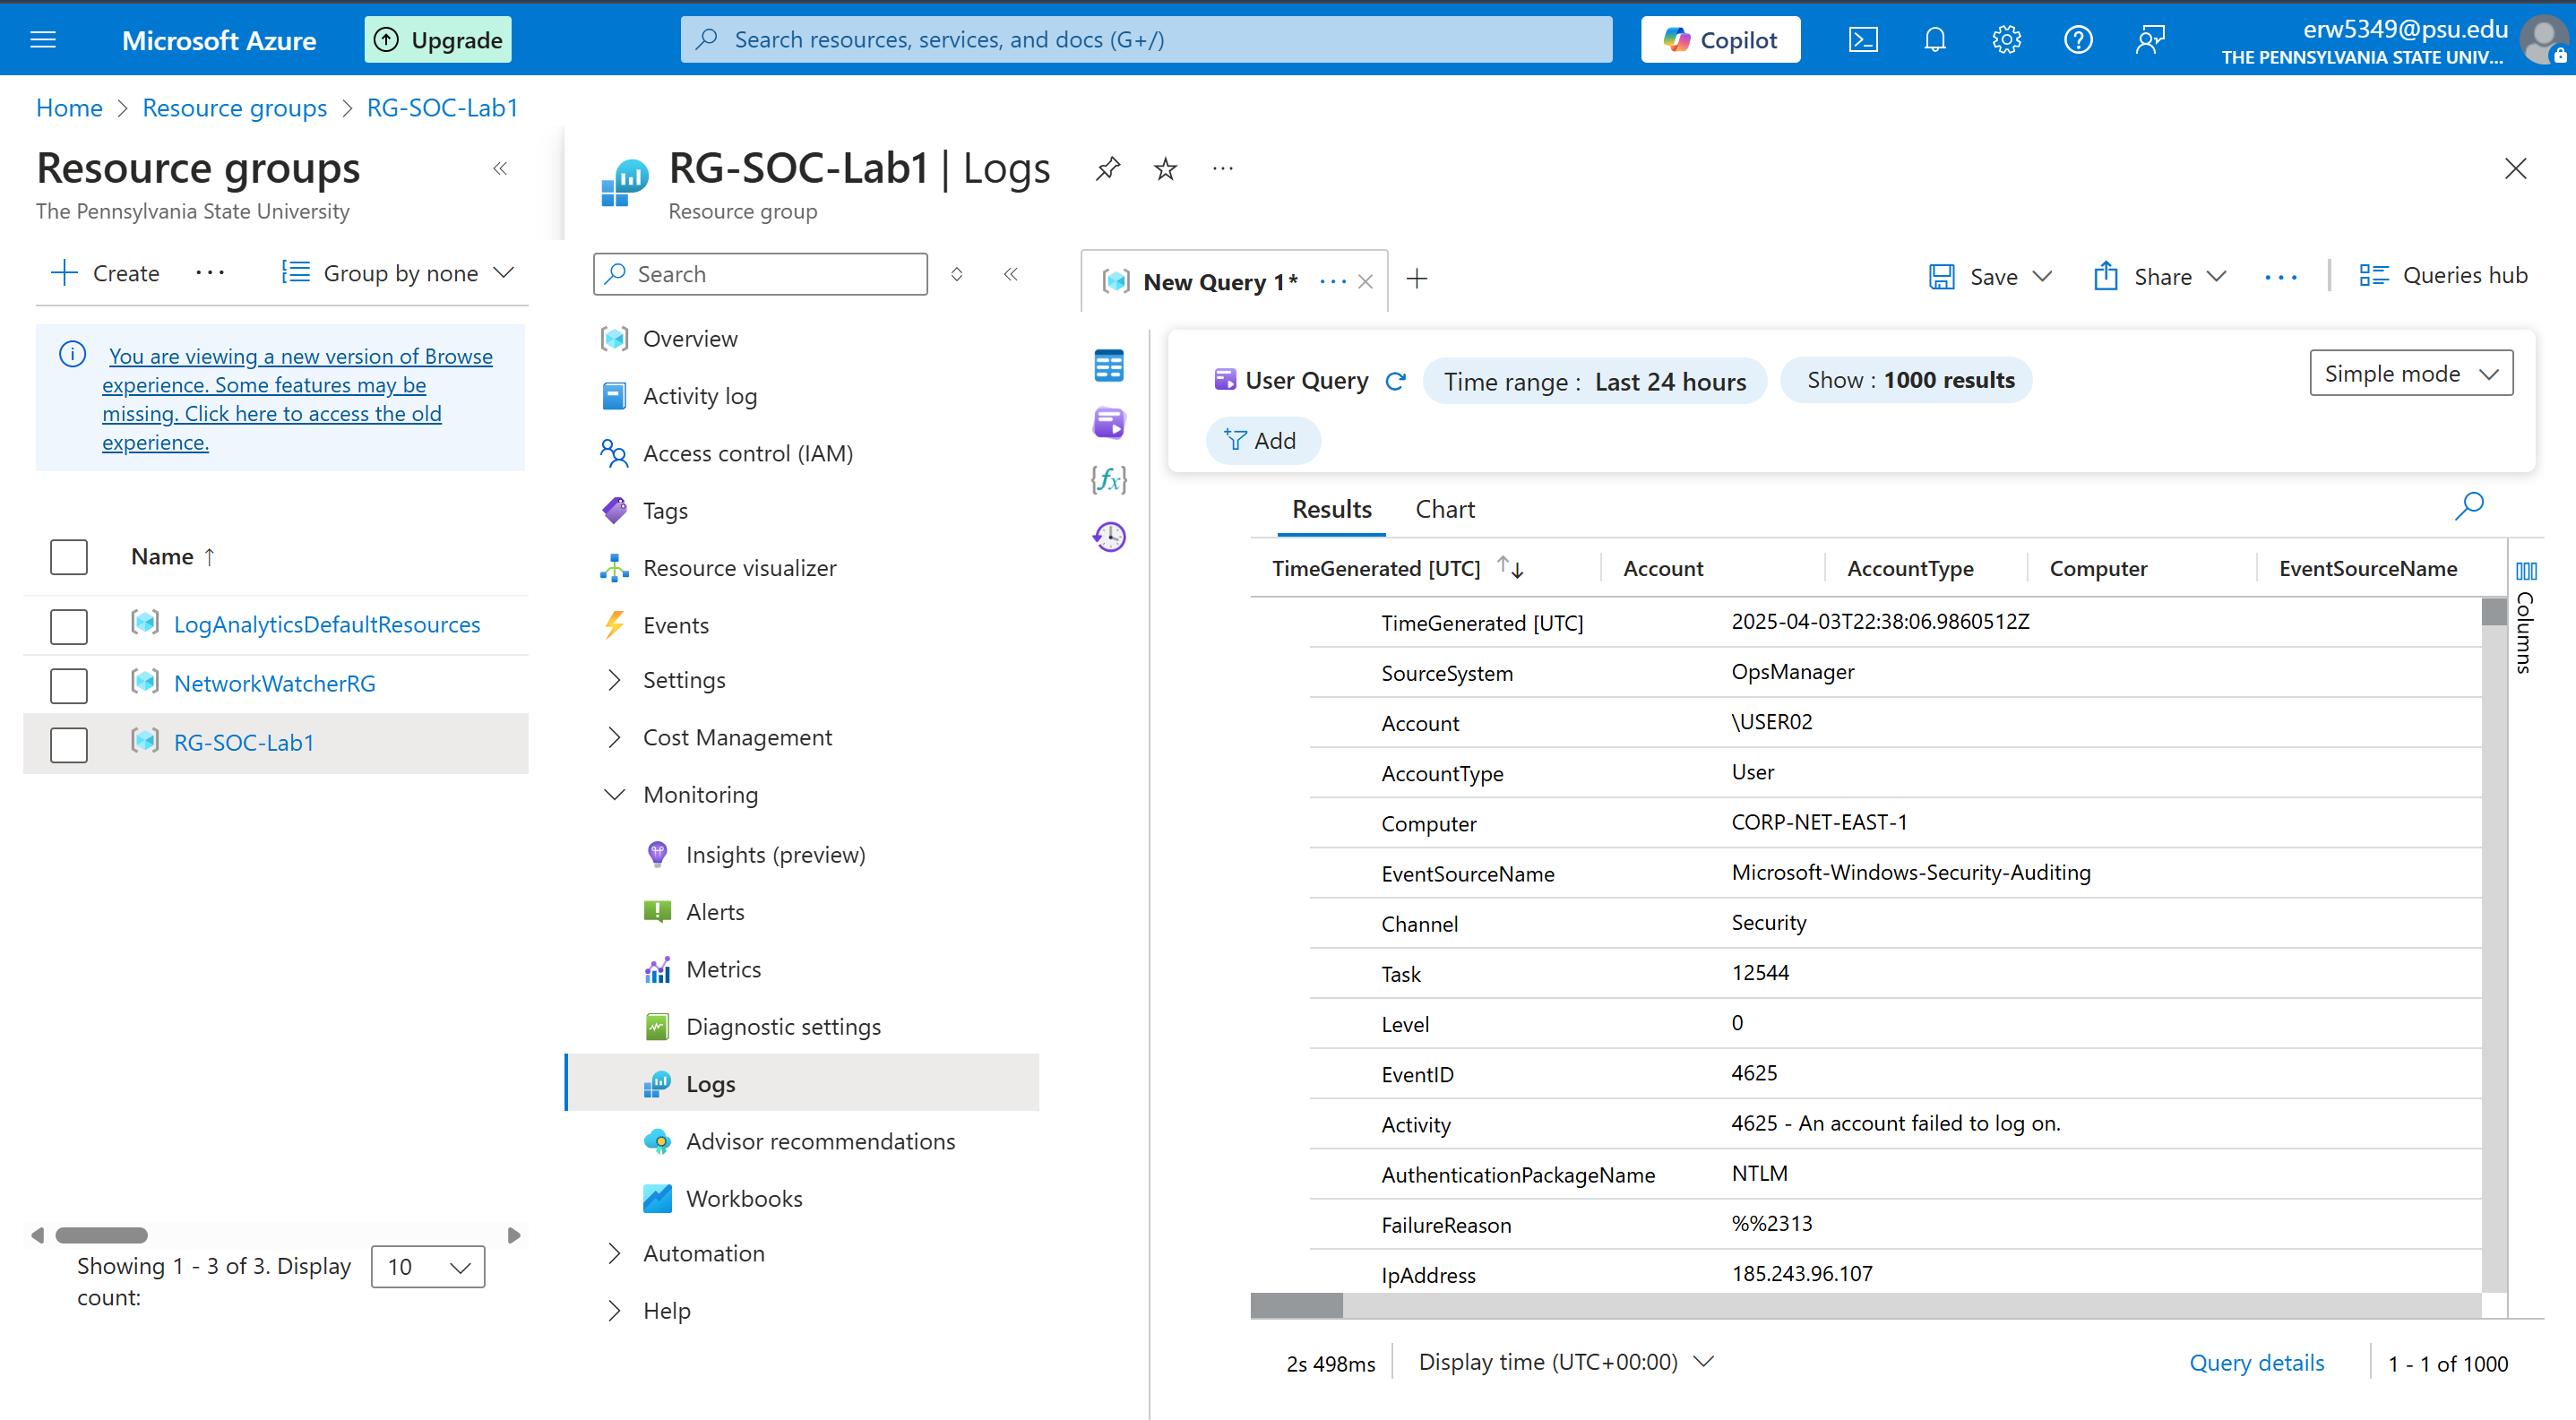 Microsoft Azure
Upgrade
Search resources, services, and docs (G+/)
Copilot
erw5349@psu.edu
THE PENNSYLVANIA STATE UNIV...
Home > Resource groups > RG-SOC-Lab1
Resource groups
The Pennsylvania State University
Create
Group by none
You are viewing a new version of Browse
experience. Some features may be
missing. Click here to access the old
experience.
Name ↑
LogAnalyticsDefaultResources
NetworkWatcherRG
RG-SOC-Lab1
Showing 1 - 3 of 3. Display
count:
10
RG-SOC-Lab1 | Logs
Resource group
Search
Overview
Activity log
Access control (IAM)
Tags
Resource visualizer
Events
Settings
Cost Management
Monitoring
Insights (preview)
Alerts
Metrics
Diagnostic settings
Logs
Advisor recommendations
Workbooks
Automation
Help
New Query 1*
Save
Share
Queries hub
{fx}
User Query
Time range : Last 24 hours
Show : 1000 results
Simple mode
Add
Results
Chart
TimeGenerated [UTC] Account AccountType Computer EventSourceName
TimeGenerated [UTC] 2025-04-03T22:38:06.9860512Z
SourceSystem OpsManager
Account \USER02
AccountType User
Computer CORP-NET-EAST-1
EventSourceName Microsoft-Windows-Security-Auditing
Channel Security
Task 12544
Level 0
EventID 4625
Activity 4625 - An account failed to log on.
AuthenticationPackageName NTLM
FailureReason %%2313
IpAddress 185.243.96.107
Columns
2s 498ms
Display time (UTC+00:00)
Query details
1 - 1 of 1000